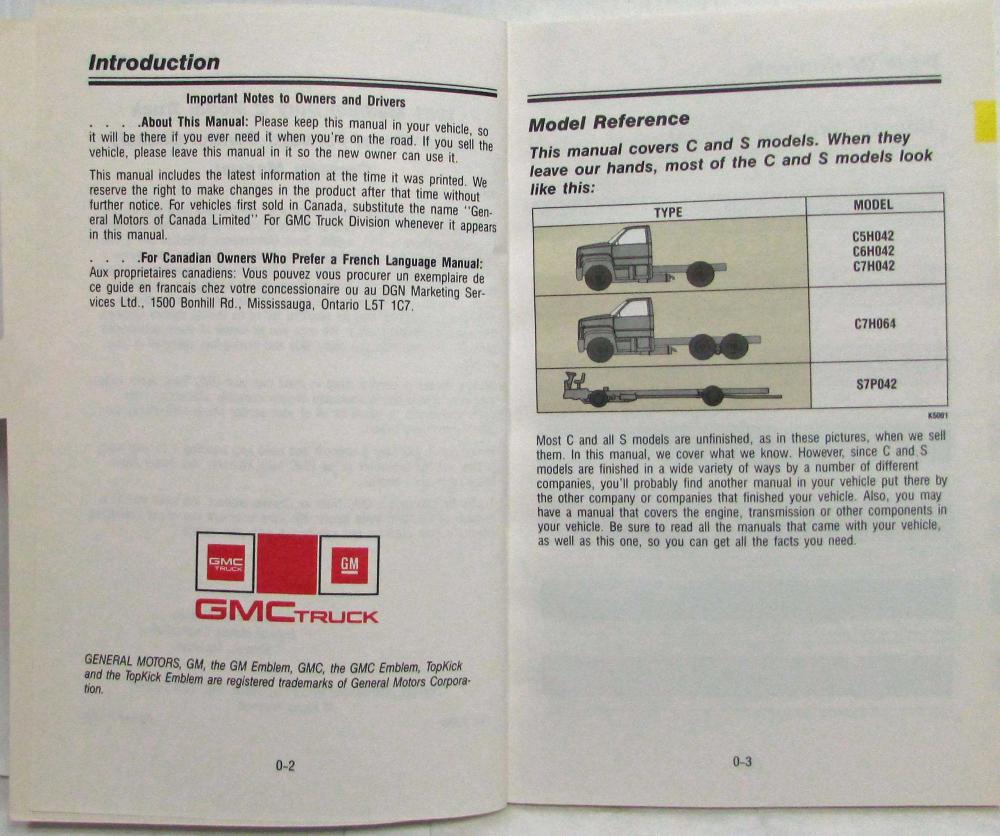 Introduction
Important Notes to Owners and Drivers
. . . .About This Manual: Please keep this manual in your vehicle, so
it will be there if you ever need it when you're on the road. If you sell the
vehicle, please leave this manual in it so the new owner can use it.
This manual includes the latest information at the time it was printed. We
reserve the right to make changes in the product after that time without
further notice. For vehicles first sold in Canada, substitute the name "Gen-
eral Motors of Canada Limited" For GMC Truck Division whenever it appears
in this manual.
. . . .For Canadian Owners Who Prefer a French Language Manual:
Aux proprietaires canadiens: Vous pouvez vous procurer un exemplaire de
ce guide en francais chez votre concessionaire ou au DGN Marketing Ser-
vices Ltd., 1500 Bonhill Rd., Mississauga, Ontario L5T 1C7.
GMC
TRUCK
GM
GMC TRUCK
GENERAL MOTORS, GM, the GM Emblem, GMC, the GMC Emblem, TopKick
and the TopKick Emblem are registered trademarks of General Motors Corpora-
tion.
0-2
Model Reference
This manual covers C and S models. When they
leave our hands, most of the C and S models look
like this:
TYPE
MODEL
C5H042
C6H042
C7H042
C7H064
S7P042
K5001
Most C and all S models are unfinished, as in these pictures, when we sell
them. In this manual, we cover what we know. However, since C and S
models are finished in a wide variety of ways by a number of different
companies, you'll probably find another manual in your vehicle put there by
the other company or companies that finished your vehicle. Also, you may
have a manual that covers the engine, transmission or other components in
your vehicle. Be sure to read all the manuals that came with your vehicle,
as well as this one, so you can get all the facts you need.
0-3